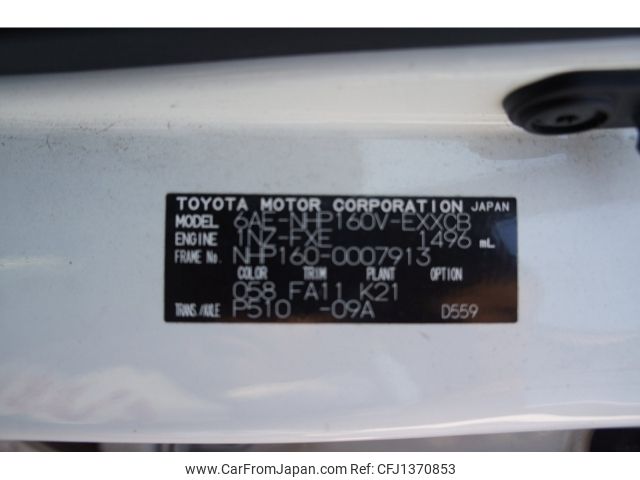 TOYOTA MOTOR CORPORATION JAPAN
MODEL 6AE-NHP160V-EXXCB
ENGINE 1NZ-FXE 1496 mL
FRAME No. NHP160-0007913
COLOR TRIM PLANT OPTION
058 FA11 K21
TRANS./AXLE P510 -09A D559
www.CarFromJapan.com CFJ1370853